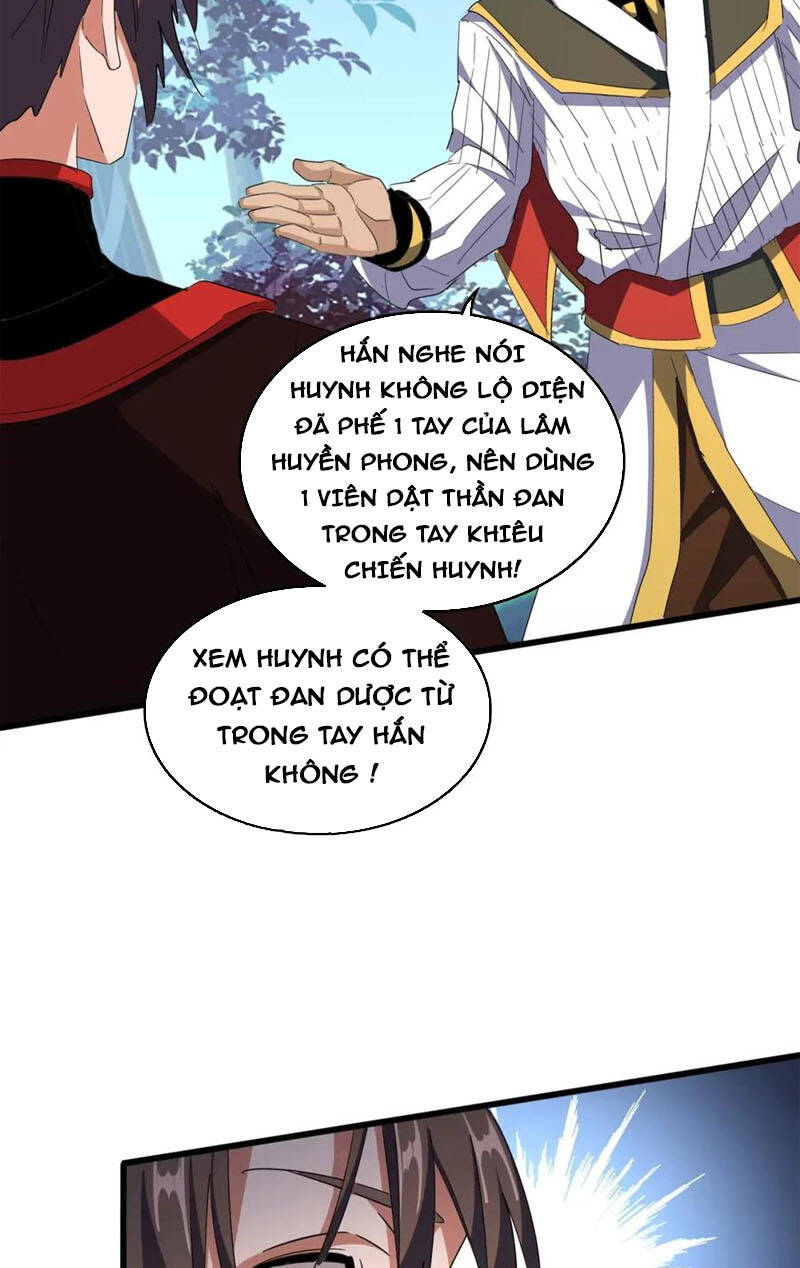 HẮN NGHE NÓI
HUYNH KHÔNG LỘ DIỆN
ĐÃ PHẾ 1 TAY CỦA LÂM
HUYỀN PHONG, NÊN DÙNG
1 VIÊN DẬT THẦN ĐAN
TRONG TAY KHIÊU
CHIẾN HUYNH!
XEM HUYNH CÓ THỂ
ĐOẠT ĐAN DƯỢC TỪ
TRONG TAY HẮN
KHÔNG !